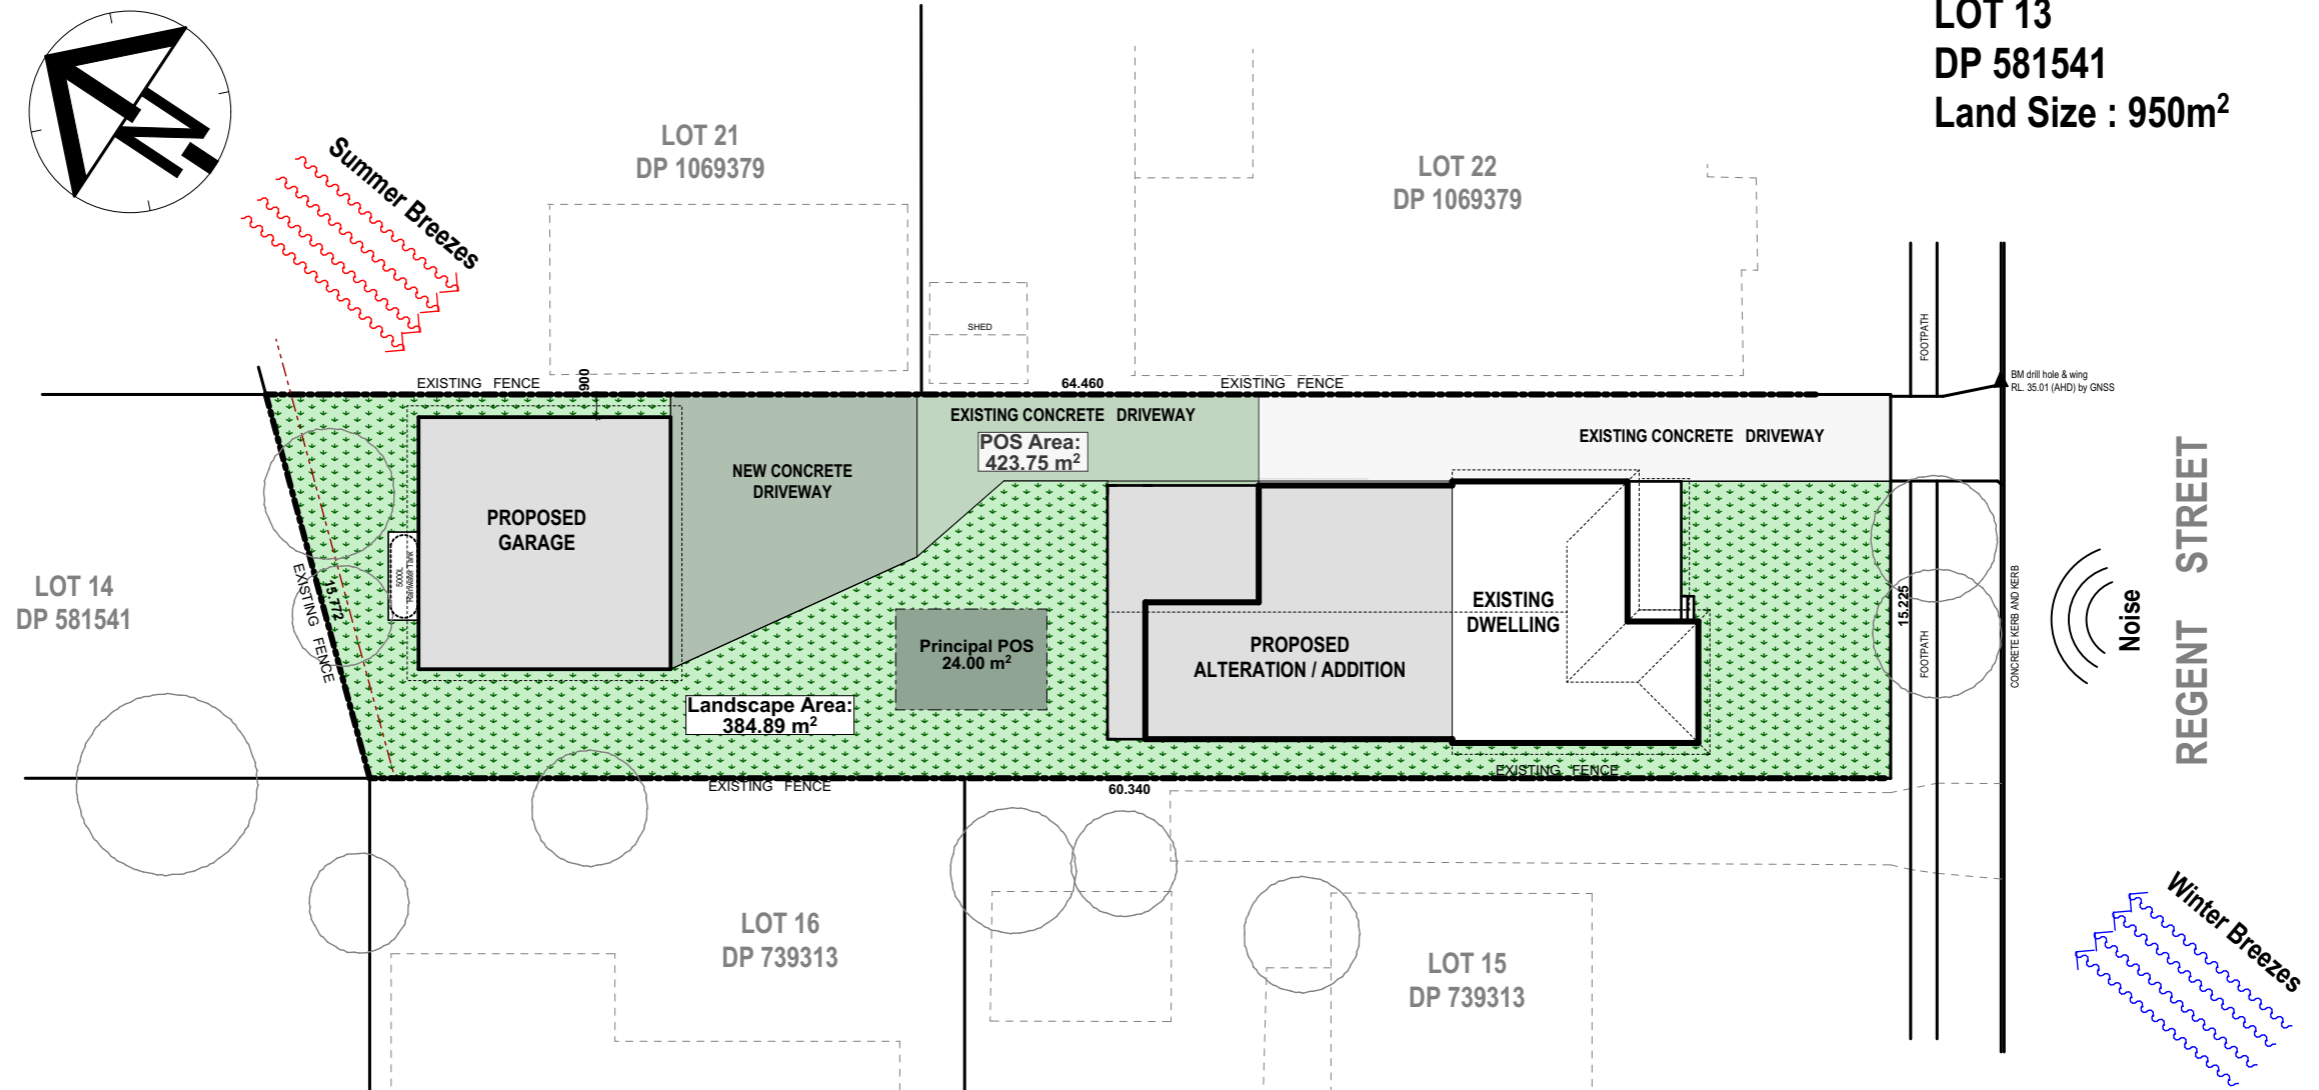 LOT 13
DP 581541
Land Size : 950m²
N
Summer Breezes
LOT 21
DP 1069379
LOT 22
DP 1069379
SHED
FOOTPATH
BM drill hole & wing
RL. 35.01 (AHD) by GNSS
EXISTING FENCE
900
64.460
EXISTING FENCE
EXISTING CONCRETE DRIVEWAY
POS Area:
423.75 m²
EXISTING CONCRETE DRIVEWAY
NEW CONCRETE
DRIVEWAY
PROPOSED
GARAGE
5000L
RainWater Tank
EXISTING FENCE
15.772
LOT 14
DP 581541
Principal POS
24.00 m²
PROPOSED
ALTERATION / ADDITION
EXISTING
DWELLING
15.225
FOOTPATH
CONCRETE KERB AND KERB
Noise
REGENT STREET
Landscape Area:
384.89 m²
EXISTING FENCE
EXISTING FENCE
60.340
LOT 16
DP 739313
LOT 15
DP 739313
Winter Breezes